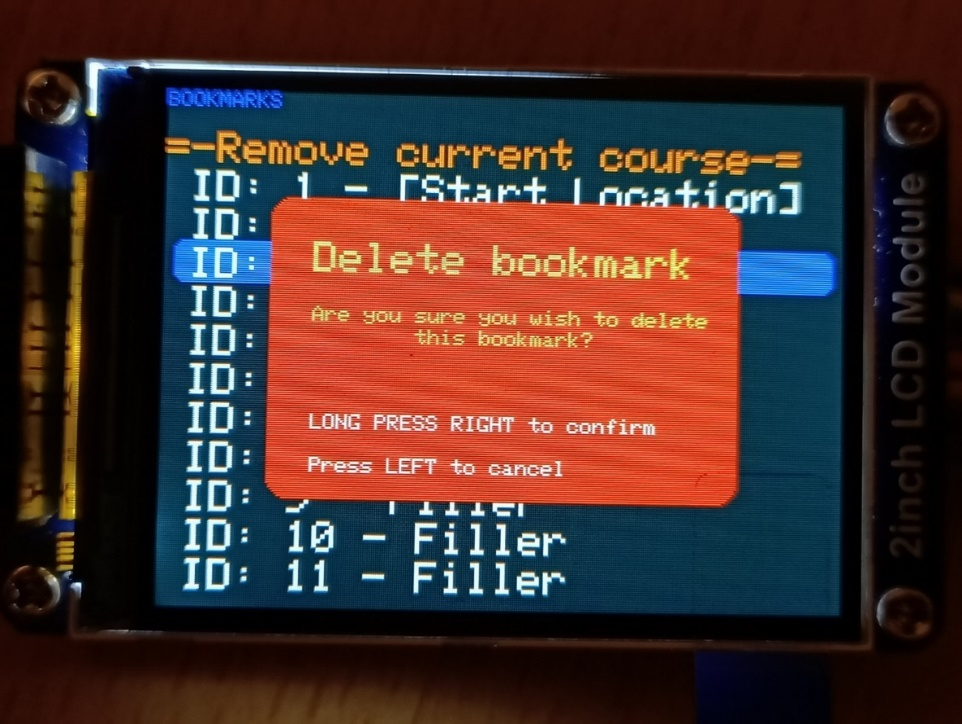 BOOKMARKS
=-Remove current course-=
ID: 1 - [Start Location]
ID:
ID:
Delete bookmark
ID:
Are you sure you wish to delete
ID:
this bookmark?
ID:
ID:
LONG PRESS RIGHT to confirm
ID:
Press LEFT to cancel
ID: 9 - Filler
ID: 10 - Filler
ID: 11 - Filler
2inch LCD Module